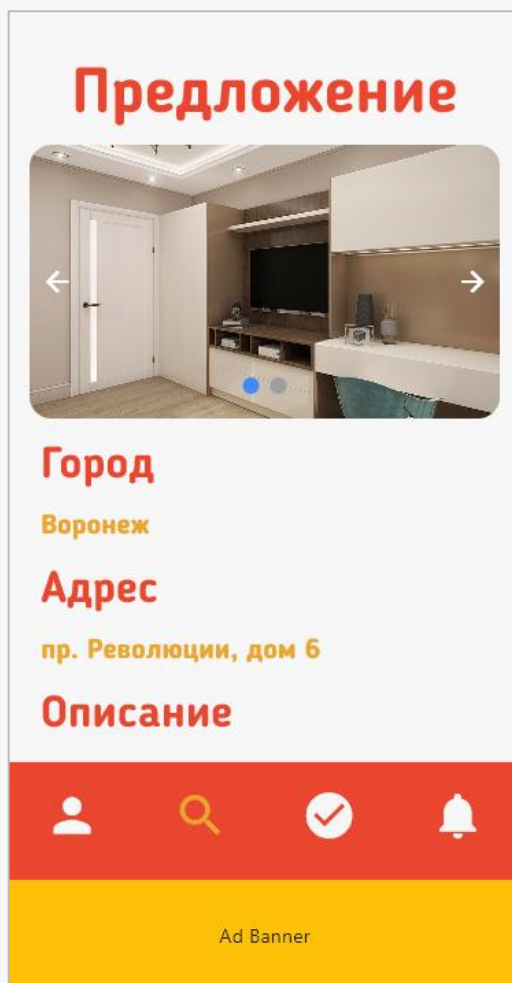 Предложение
Город
Воронеж
Адрес
пр. Революции, дом 6
Описание
Ad Banner